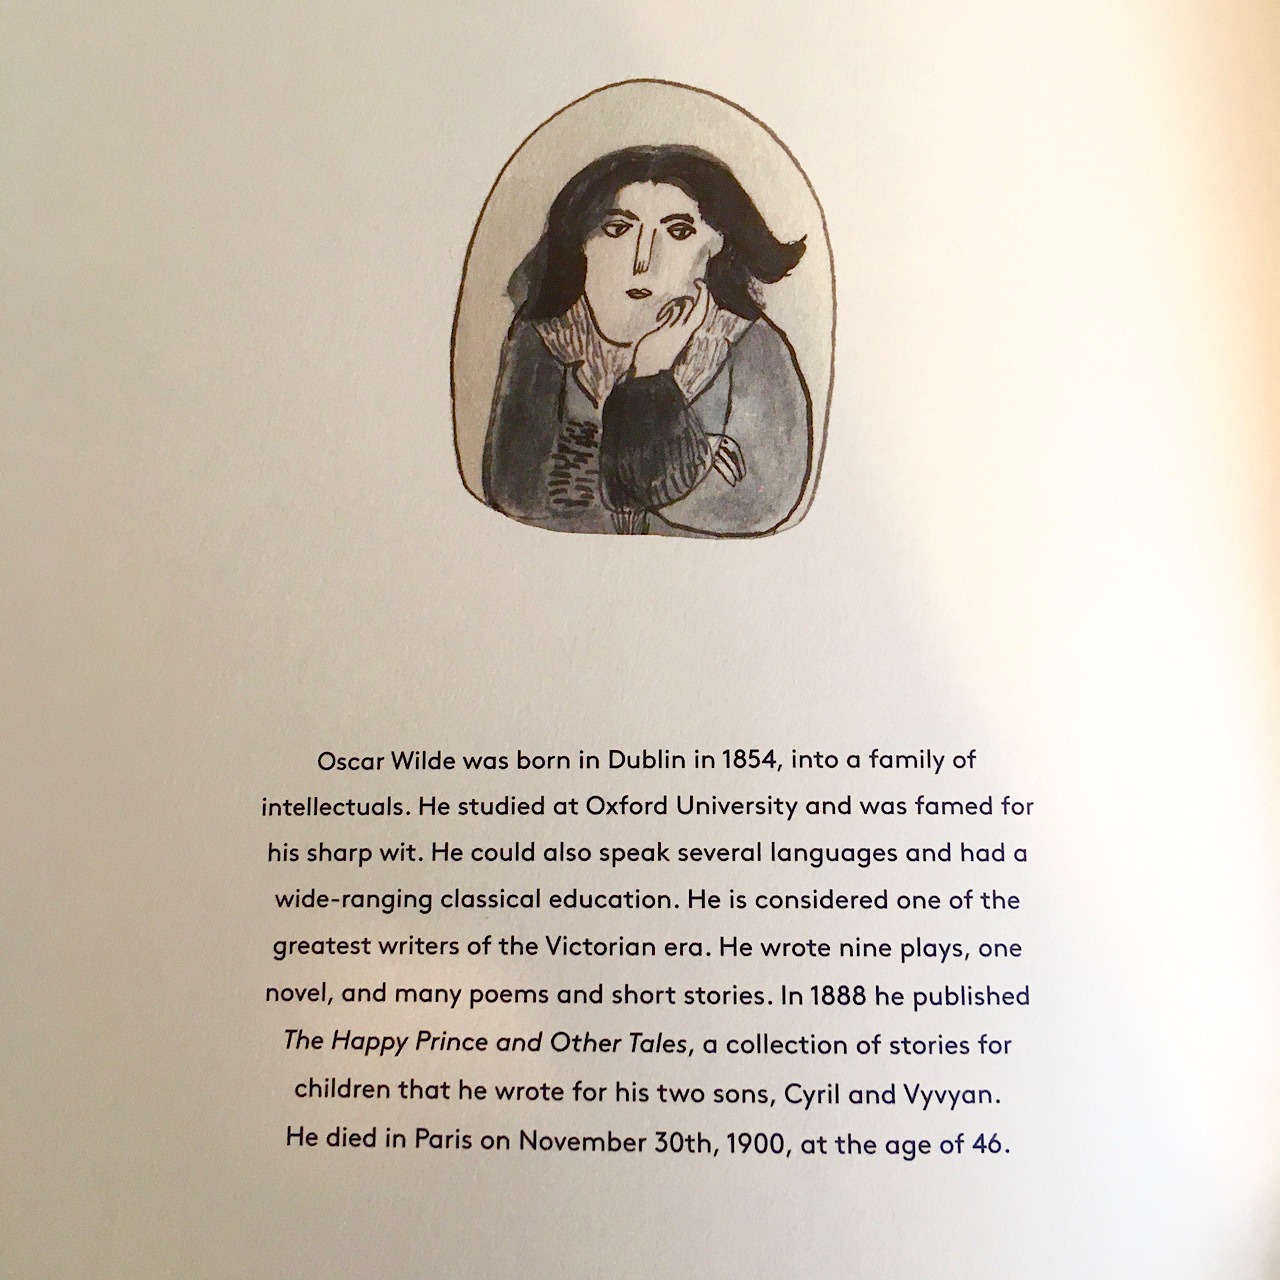 Oscar Wilde was born in Dublin in 1854, into a family of
intellectuals. He studied at Oxford University and was famed for
his sharp wit. He could also speak several languages and had a
wide-ranging classical education. He is considered one of the
greatest writers of the Victorian era. He wrote nine plays, one
novel, and many poems and short stories. In 1888 he published
The Happy Prince and Other Tales, a collection of stories for
children that he wrote for his two sons, Cyril and Vyvyan.
He died in Paris on November 30th, 1900, at the age of 46.